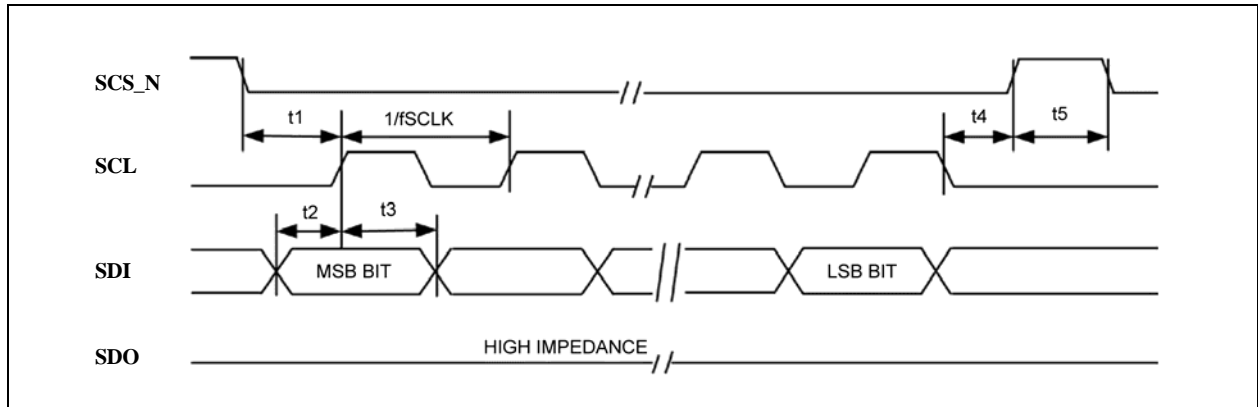 SCS_N
t1
1/fSCLK
t4
t5
SCL
t2
t3
SDI
MSB BIT
LSB BIT
SDO
HIGH IMPEDANCE